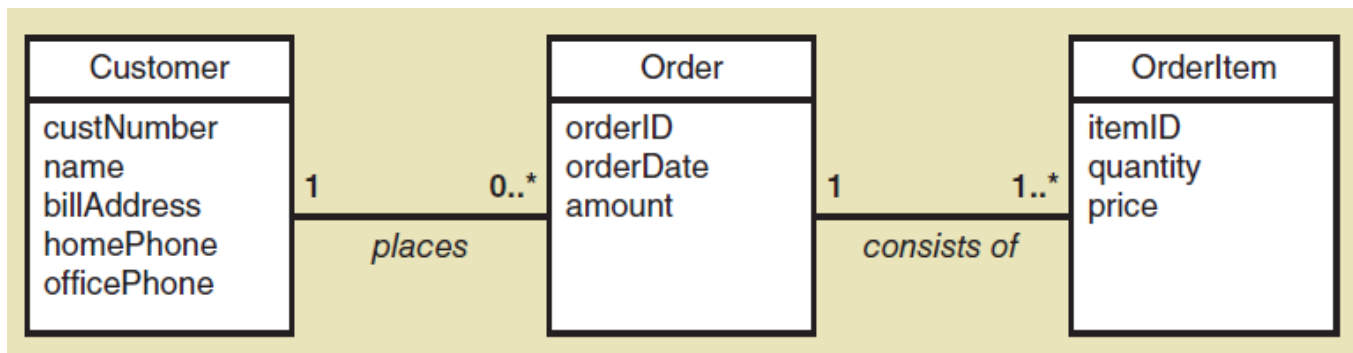 Customer
custNumber
name
billAddress
homePhone
officePhone
1
0..*
places
Order
orderID
orderDate
amount
1
1..*
consists of
OrderItem
itemID
quantity
price